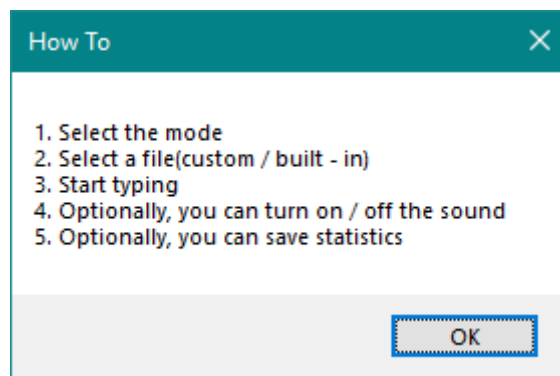 How To
1. Select the mode
2. Select a file(custom / built - in)
3. Start typing
4. Optionally, you can turn on / off the sound
5. Optionally, you can save statistics
OK